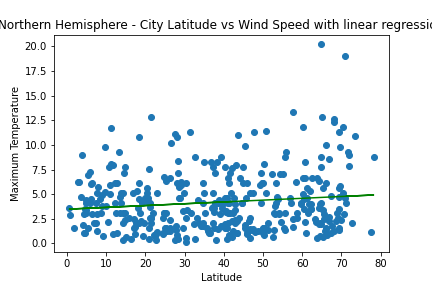 Northern Hemisphere - City Latitude vs Wind Speed with linear regressio
20.0
17.5
15.0
12.5
10.0
7.5
5.0
2.5
0.0
Maximum Temperature
0 10 20 30 40 50 60 70 80
Latitude